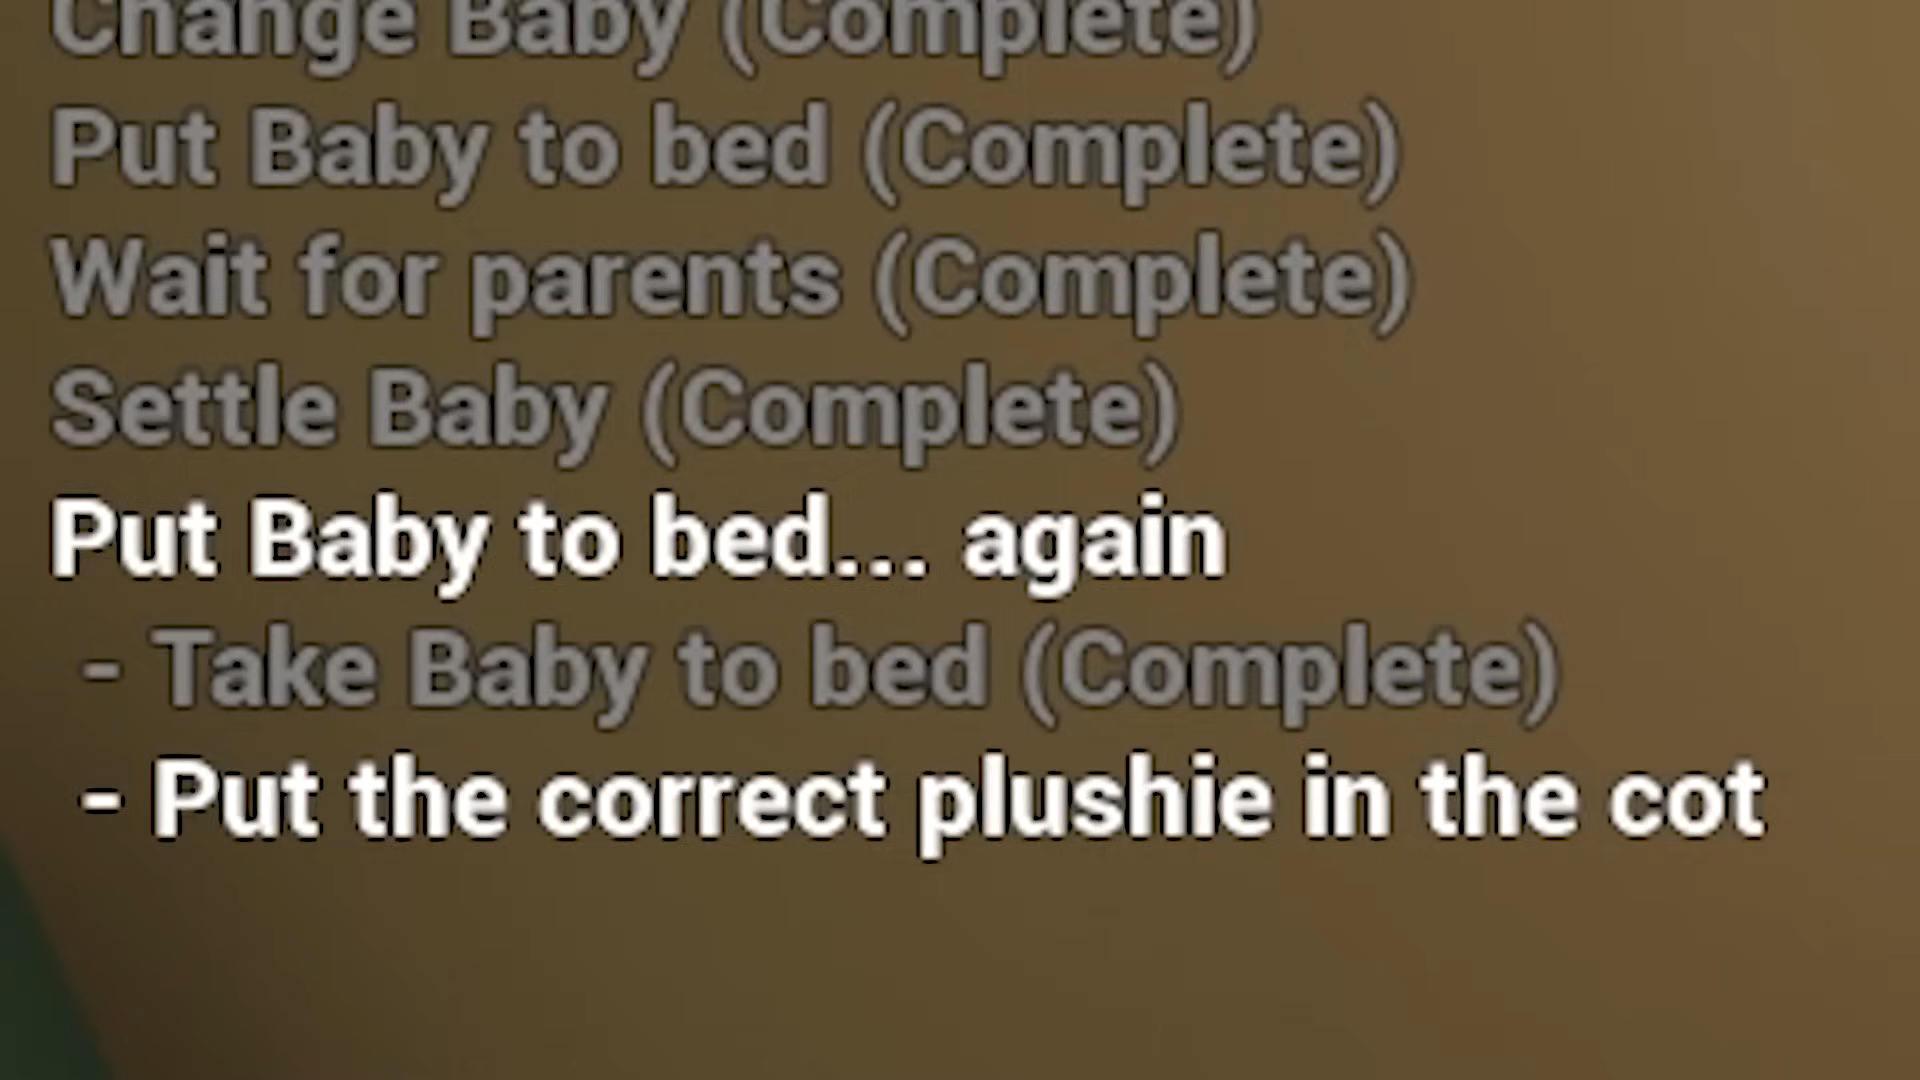 Change Baby (Complete)
Put Baby to bed (Complete)
Wait for parents (Complete)
Settle Baby (Complete)
Put Baby to bed... again
- Take Baby to bed (Complete)
- Put the correct plushie in the cot